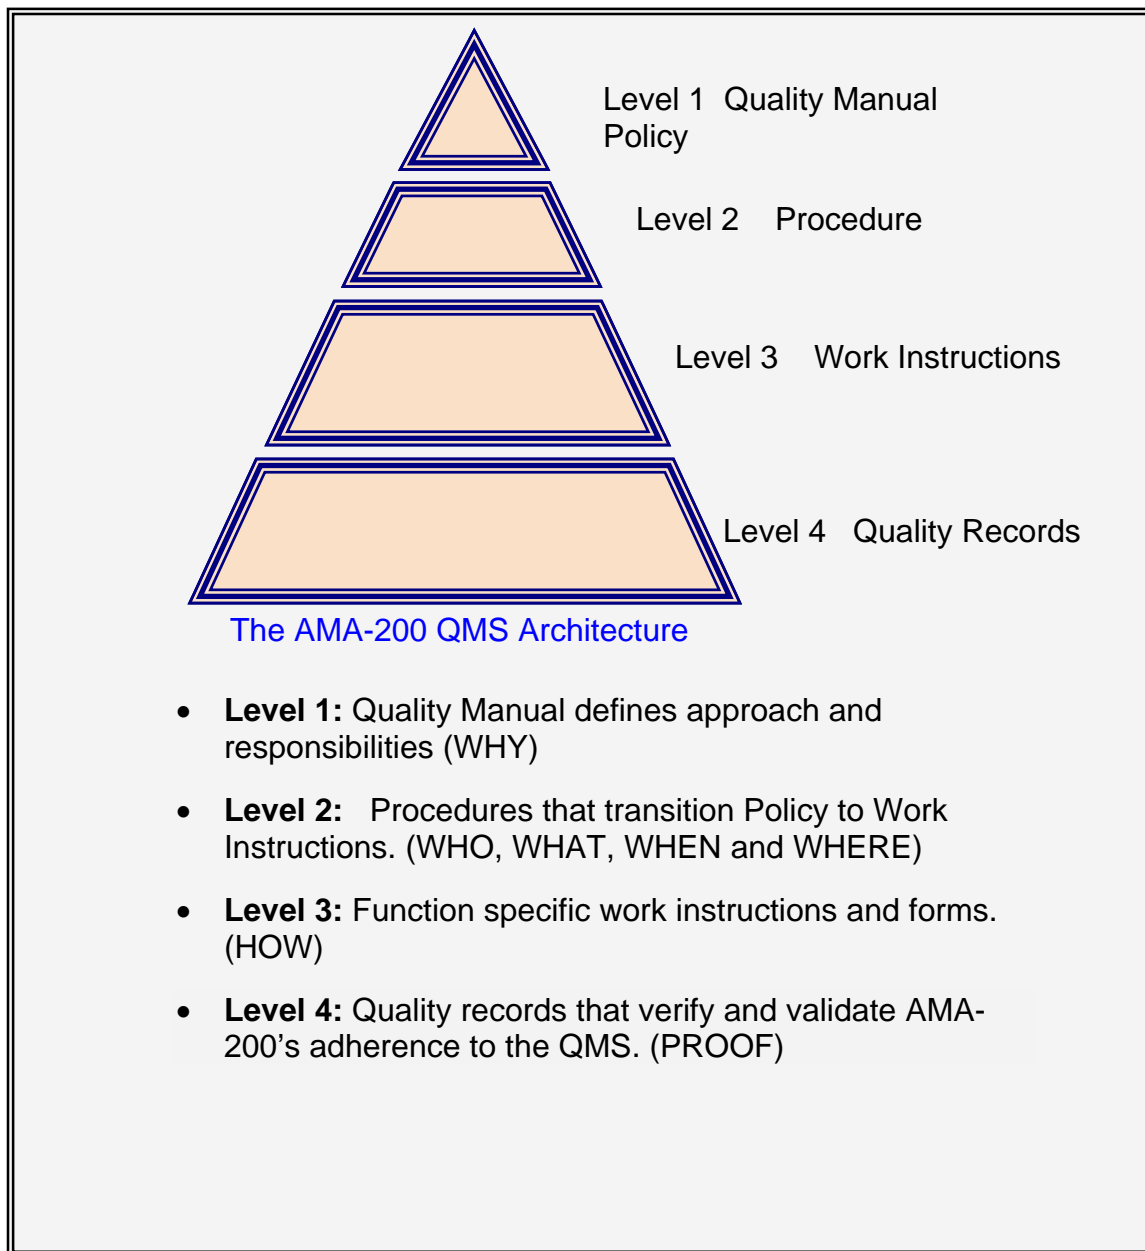 Level 1  Quality Manual
Policy
Level 2    Procedure
Level 3    Work Instructions
Level 4   Quality Records
The AMA-200 QMS Architecture
• Level 1: Quality Manual defines approach and
responsibilities (WHY)
• Level 2:   Procedures that transition Policy to Work
Instructions. (WHO, WHAT, WHEN and WHERE)
• Level 3: Function specific work instructions and forms.
(HOW)
• Level 4: Quality records that verify and validate AMA-
200's adherence to the QMS. (PROOF)